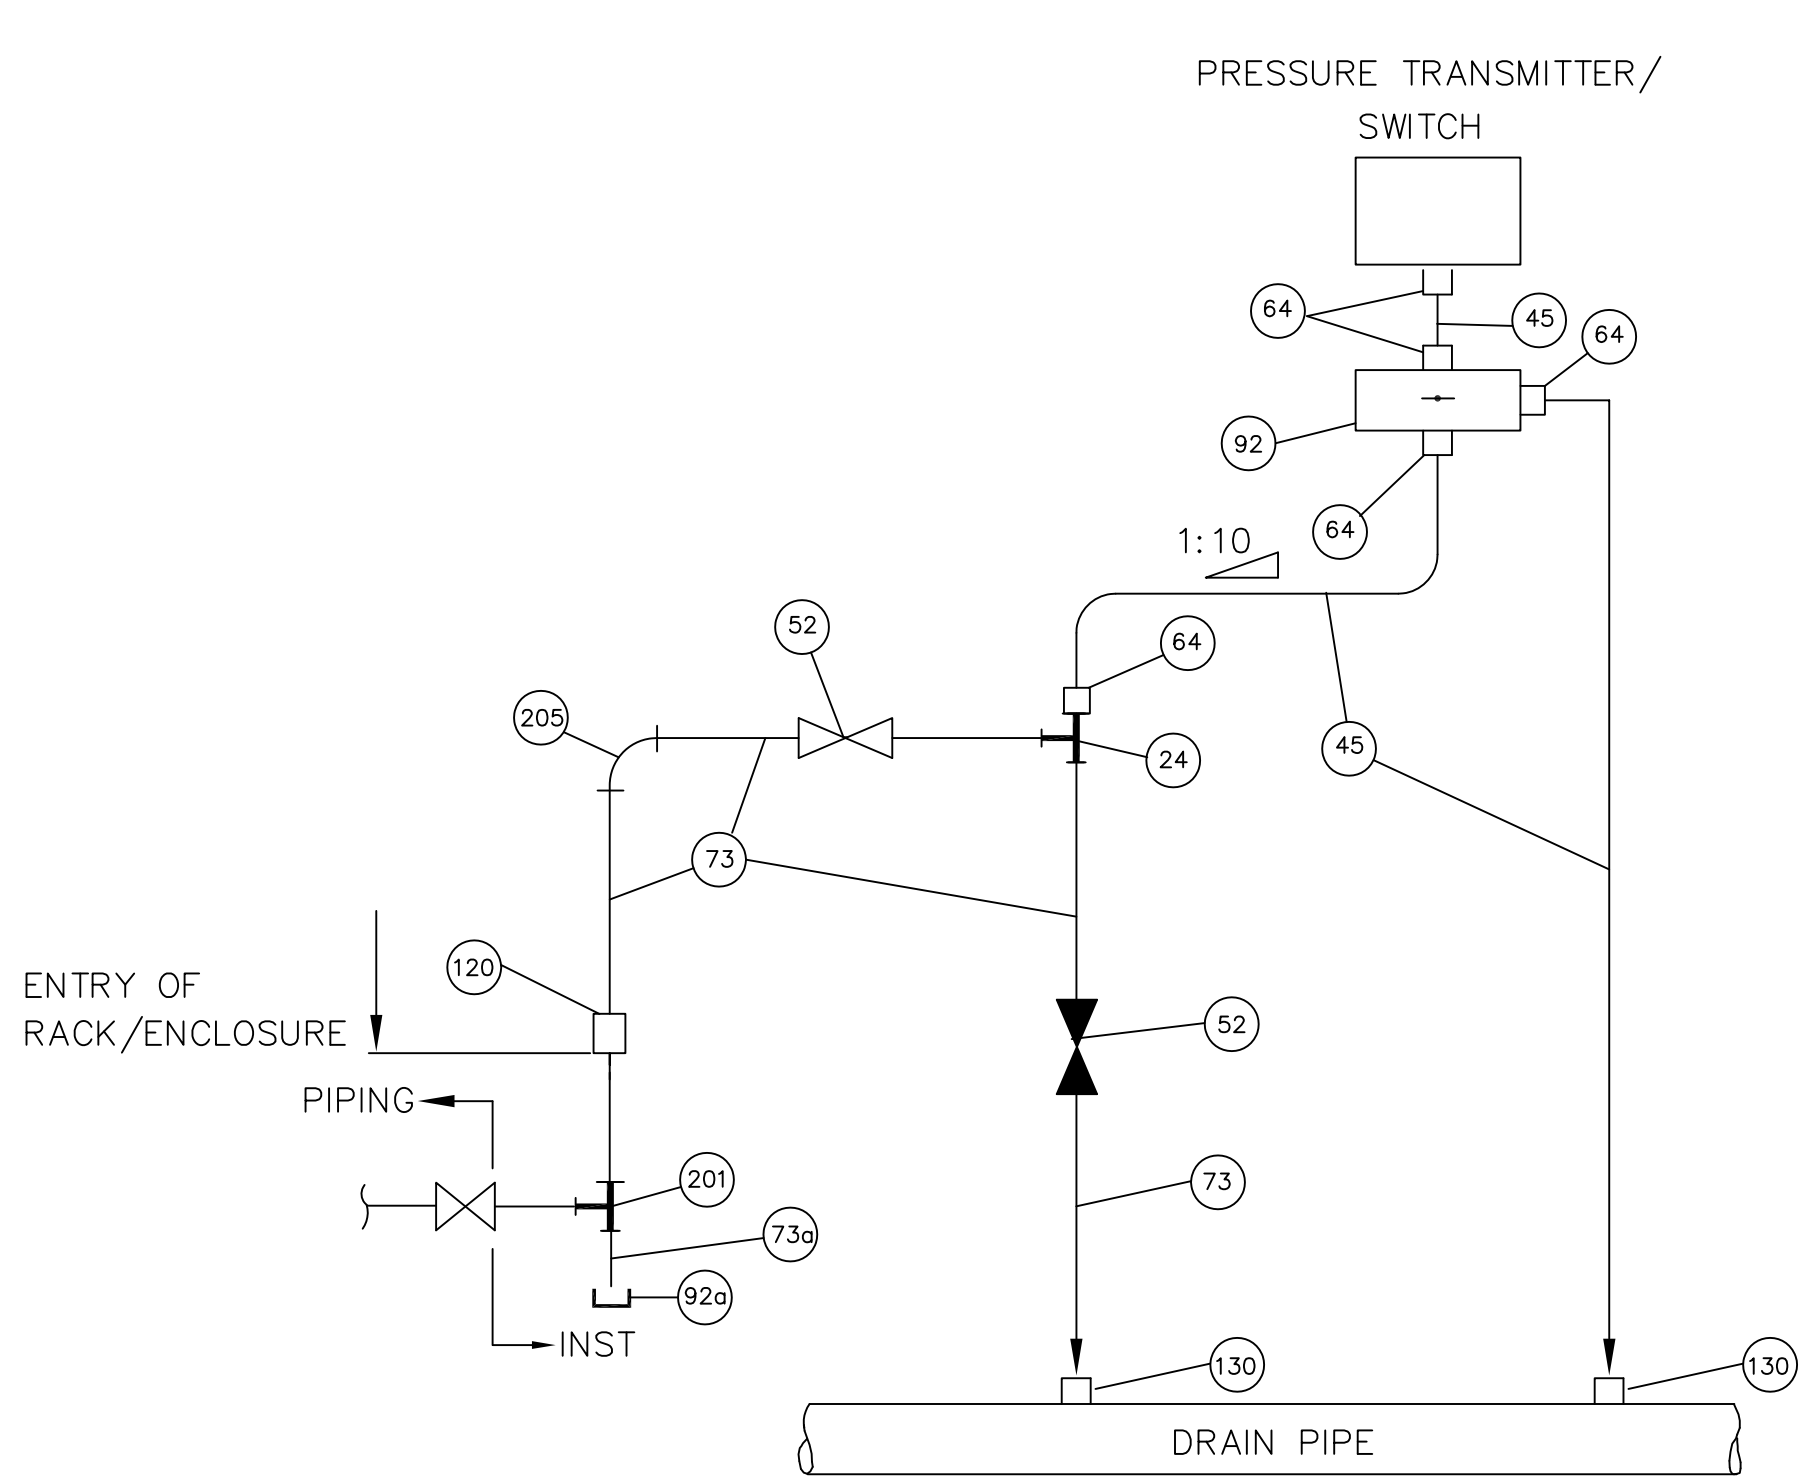 PRESSURE TRANSMITTER/
SWITCH
64
45
64
92
64
1:10
52
64
205
24
45
73
120
ENTRY OF
RACK/ENCLOSURE
52
PIPING
201
73
73a
92a
INST
130
130
DRAIN PIPE